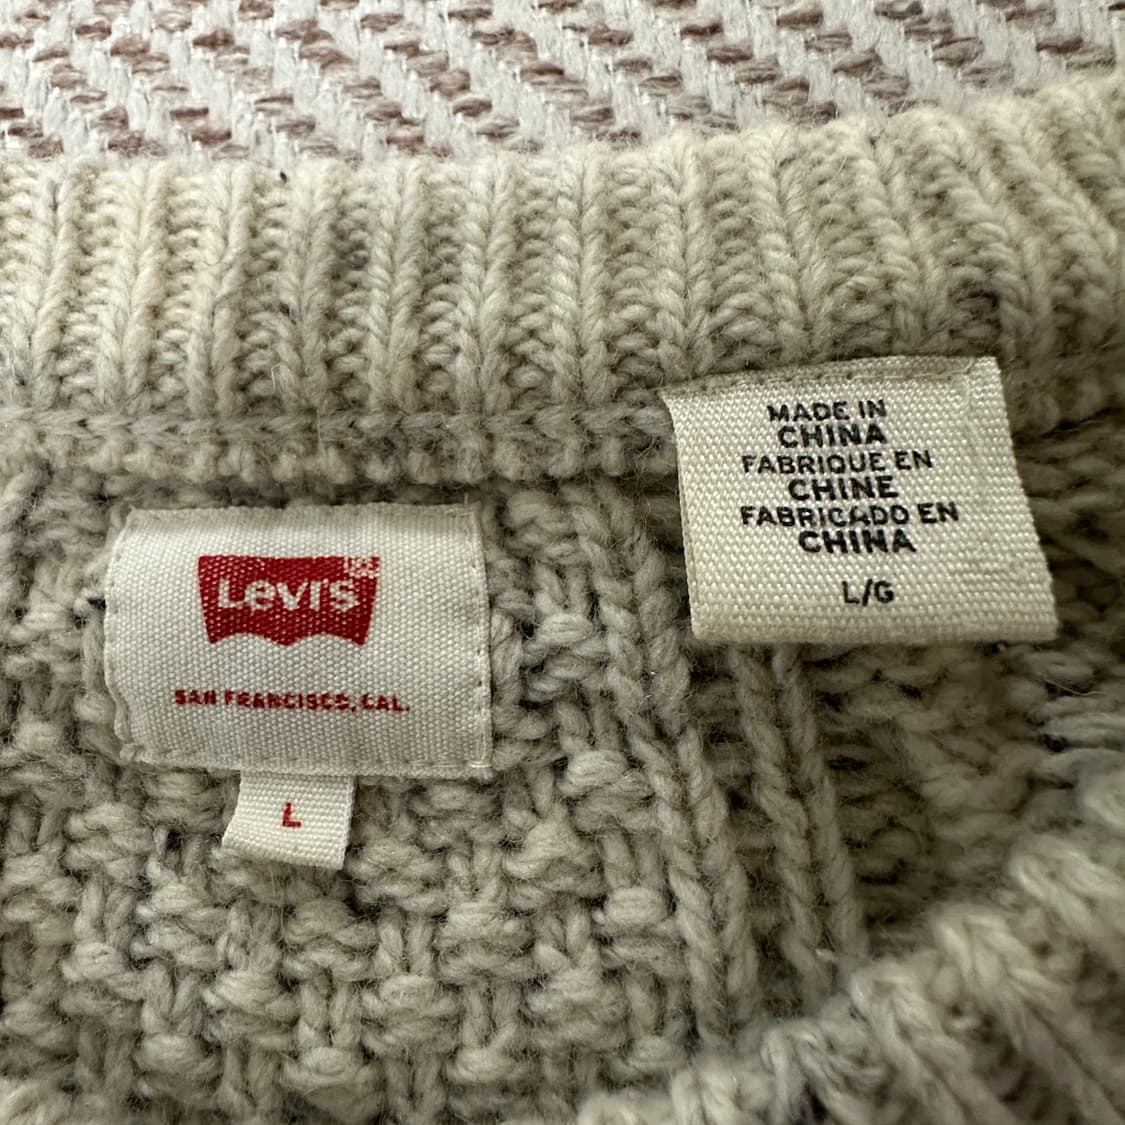 Levi's
SAN FRANCISCO, CAL.
L
MADE IN
CHINA
FABRIQUE EN
CHINE
FABRICADO EN
CHINA
L/G